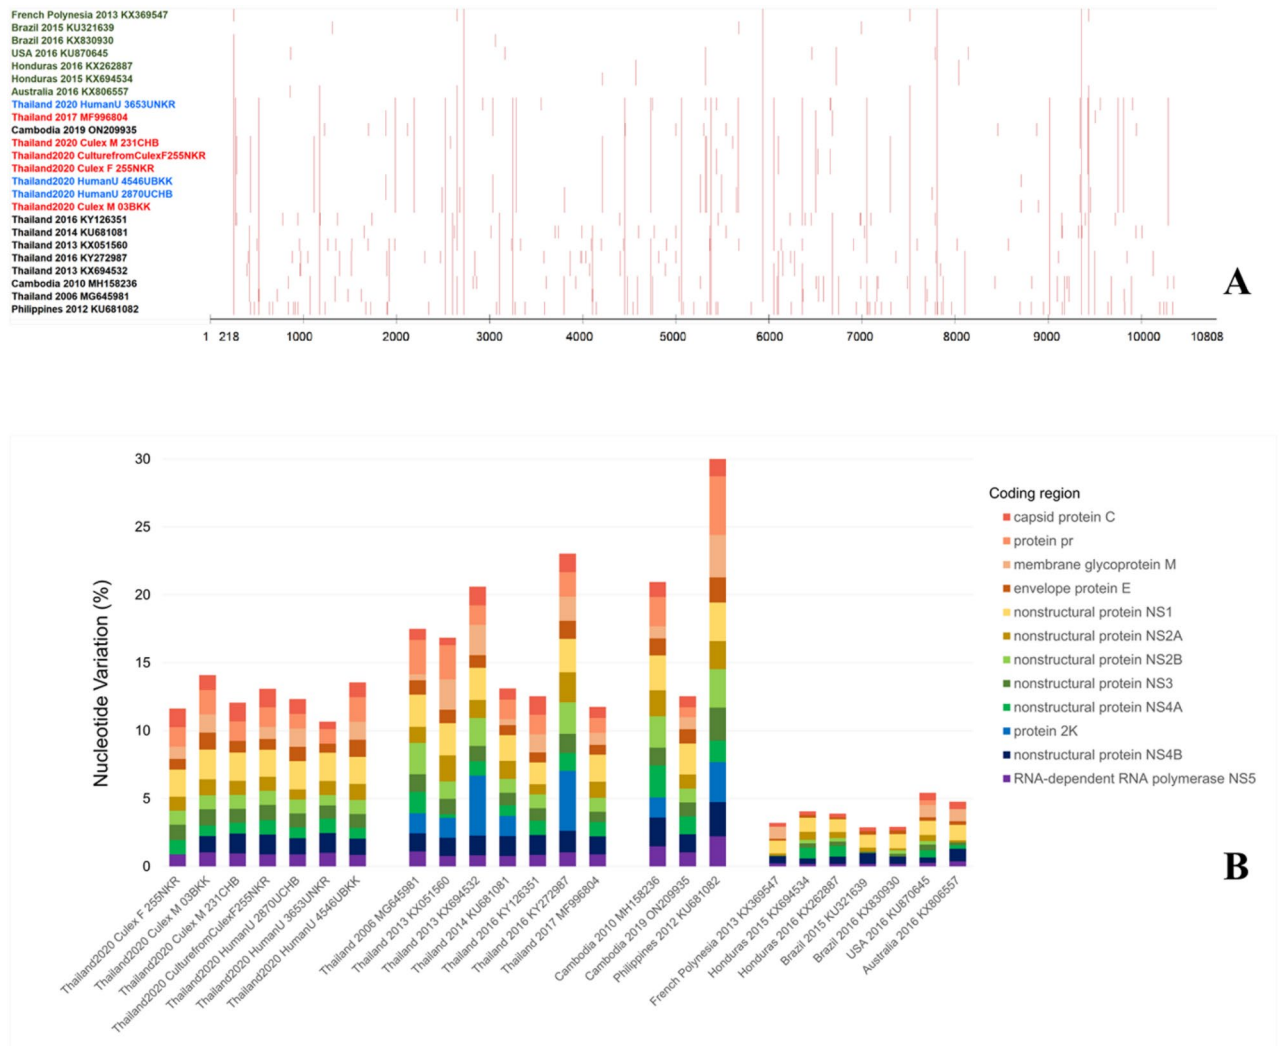 French Polynesia 2013 KX369547
Brazil 2015 KU321639
Brazil 2016 KX830930
USA 2016 KU870645
Honduras 2016 KX262887
Honduras 2015 KX694534
Australia 2016 KX806557
Thailand 2020 HumanU 3653UNKR
Thailand 2017 MF996804
Cambodia 2019 ON209935
Thailand 2020 Culex M 231CHB
Thailand2020 CulturefromCulexF255NKR
Thailand2020 Culex F 255NKR
Thailand2020 HumanU 4546UBKK
Thailand2020 HumanU 2870UCHB
Thailand2020 Culex M 03BKK
Thailand 2016 KY126351
Thailand 2014 KU681081
Thailand 2013 KX051560
Thailand 2016 KY272987
Thailand 2013 KX694532
Cambodia 2010 MH158236
Thailand 2006 MG645981
Philippines 2012 KU681082
1 218 1000 2000 3000 4000 5000 6000 7000 8000 9000 10000 10808
A
Nucleotide Variation (%)
30
25
20
15
10
5
0
Thailand2020 Culex F 255NKR
Thailand2020 Culex M 03BKK
Thailand2020 Culex M 231CHB
Thailand2020 CulturefromCulexF255NKR
Thailand2020 HumanU 2870UCHB
Thailand2020 HumanU 3653UNKR
Thailand2020 HumanU 4546UBKK
Thailand 2006 MG645981
Thailand 2013 KX051560
Thailand 2013 KX694532
Thailand 2014 KU681081
Thailand 2016 KY126351
Thailand 2016 KY272987
Thailand 2017 MF996804
Cambodia 2010 MH158236
Cambodia 2019 ON209935
Philippines 2012 KU681082
French Polynesia 2013 KX369547
Honduras 2015 KX694534
Honduras 2016 KX262887
Brazil 2015 KU321639
Brazil 2016 KX830930
USA 2016 KU870645
Australia 2016 KX806557
Coding region
capsid protein C
protein pr
membrane glycoprotein M
envelope protein E
nonstructural protein NS1
nonstructural protein NS2A
nonstructural protein NS2B
nonstructural protein NS3
nonstructural protein NS4A
protein 2K
nonstructural protein NS4B
RNA-dependent RNA polymerase NS5
B